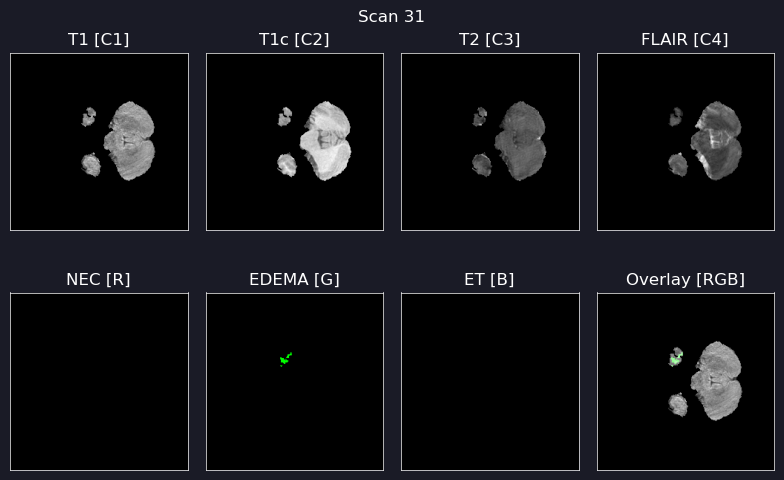 Scan 31
T1 [C1]
T1c [C2]
T2 [C3]
FLAIR [C4]
NEC [R]
EDEMA [G]
ET [B]
Overlay [RGB]